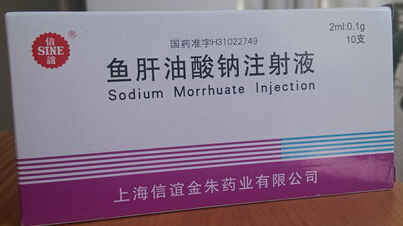 信
SINE
谊
®
国药准字H31022749
2ml:0.1g
10支
鱼肝油酸钠注射液
Sodium Morrhuate Injection
上海信谊金朱药业有限公司